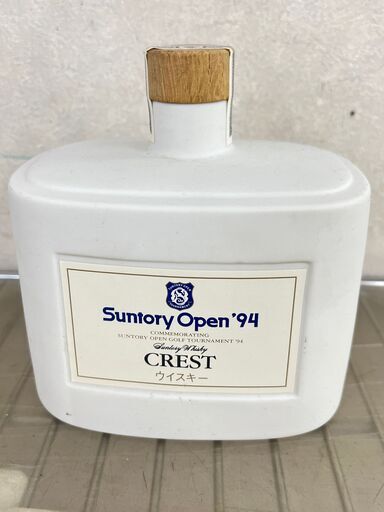 Suntory Open '94
COMMEMORATING
SUNTORY OPEN GOLF TOURNAMENT '94
Suntory Whisky
CREST
ウイスキー